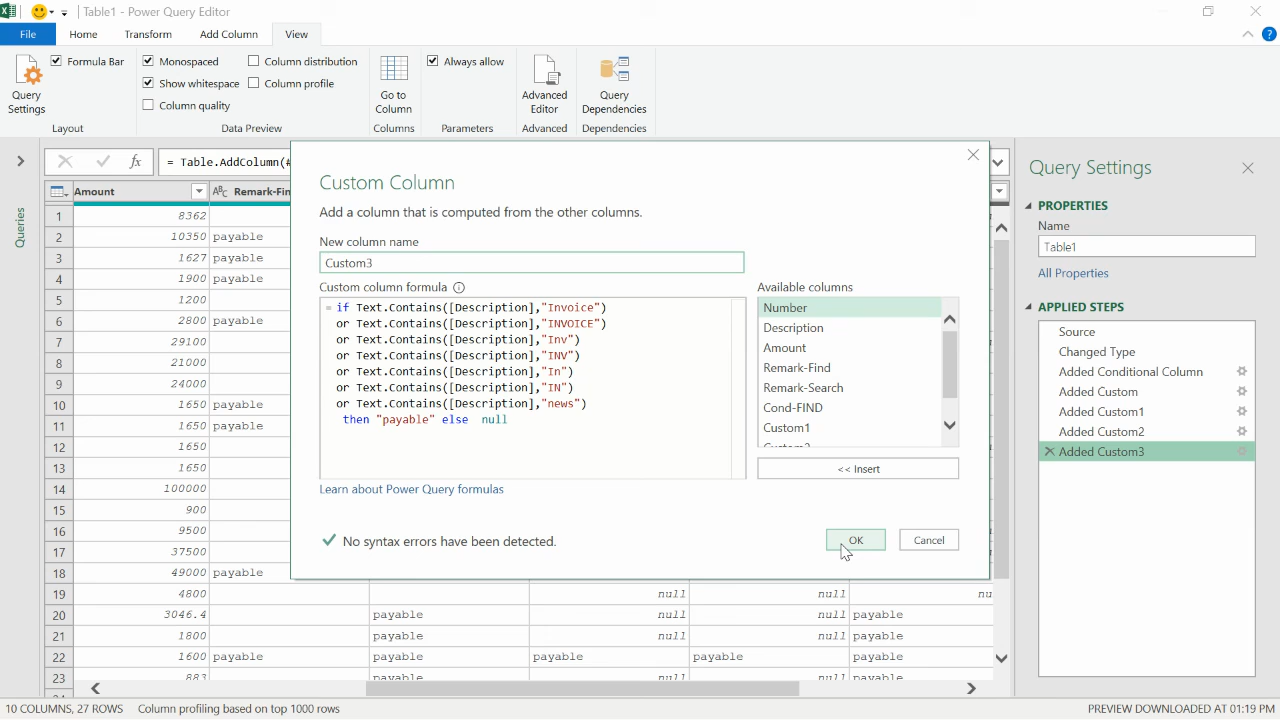 Table1 - Power Query Editor
File Home Transform Add Column View
Query Settings
Formula Bar
Layout
Monospaced
Show whitespace
Column quality
Column distribution
Column profile
Data Preview
Go to Column
Columns
Always allow
Parameters
Advanced Editor
Advanced
Query Dependencies
Dependencies
Queries
fx = Table.AddColumn(#
Amount Remark-Fin
1 8362
2 10350 payable
3 1627 payable
4 1900 payable
5 1200
6 2800 payable
7 29100
8 21000
9 24000
10 1650 payable
11 1650 payable
12 1650
13 1650
14 100000
15 900
16 9500
17 37500
18 49000 payable
19 4800 null null nu
20 3046.4 payable null null payable
21 1800 payable null null payable
22 1600 payable payable payable payable payable
23 883 payable null null payable
Custom Column
Add a column that is computed from the other columns.
New column name
Custom3
Custom column formula
= if Text.Contains([Description],"Invoice")
or Text.Contains([Description],"INVOICE")
or Text.Contains([Description],"Inv")
or Text.Contains([Description],"INV")
or Text.Contains([Description],"In")
or Text.Contains([Description],"IN")
or Text.Contains([Description],"news")
then "payable" else null
Learn about Power Query formulas
No syntax errors have been detected.
Available columns
Number
Description
Amount
Remark-Find
Remark-Search
Cond-FIND
Custom1
Custom2
<< Insert
OK
Cancel
Query Settings
PROPERTIES
Name
Table1
All Properties
APPLIED STEPS
Source
Changed Type
Added Conditional Column
Added Custom
Added Custom1
Added Custom2
Added Custom3
10 COLUMNS, 27 ROWS Column profiling based on top 1000 rows
PREVIEW DOWNLOADED AT 01:19 PM